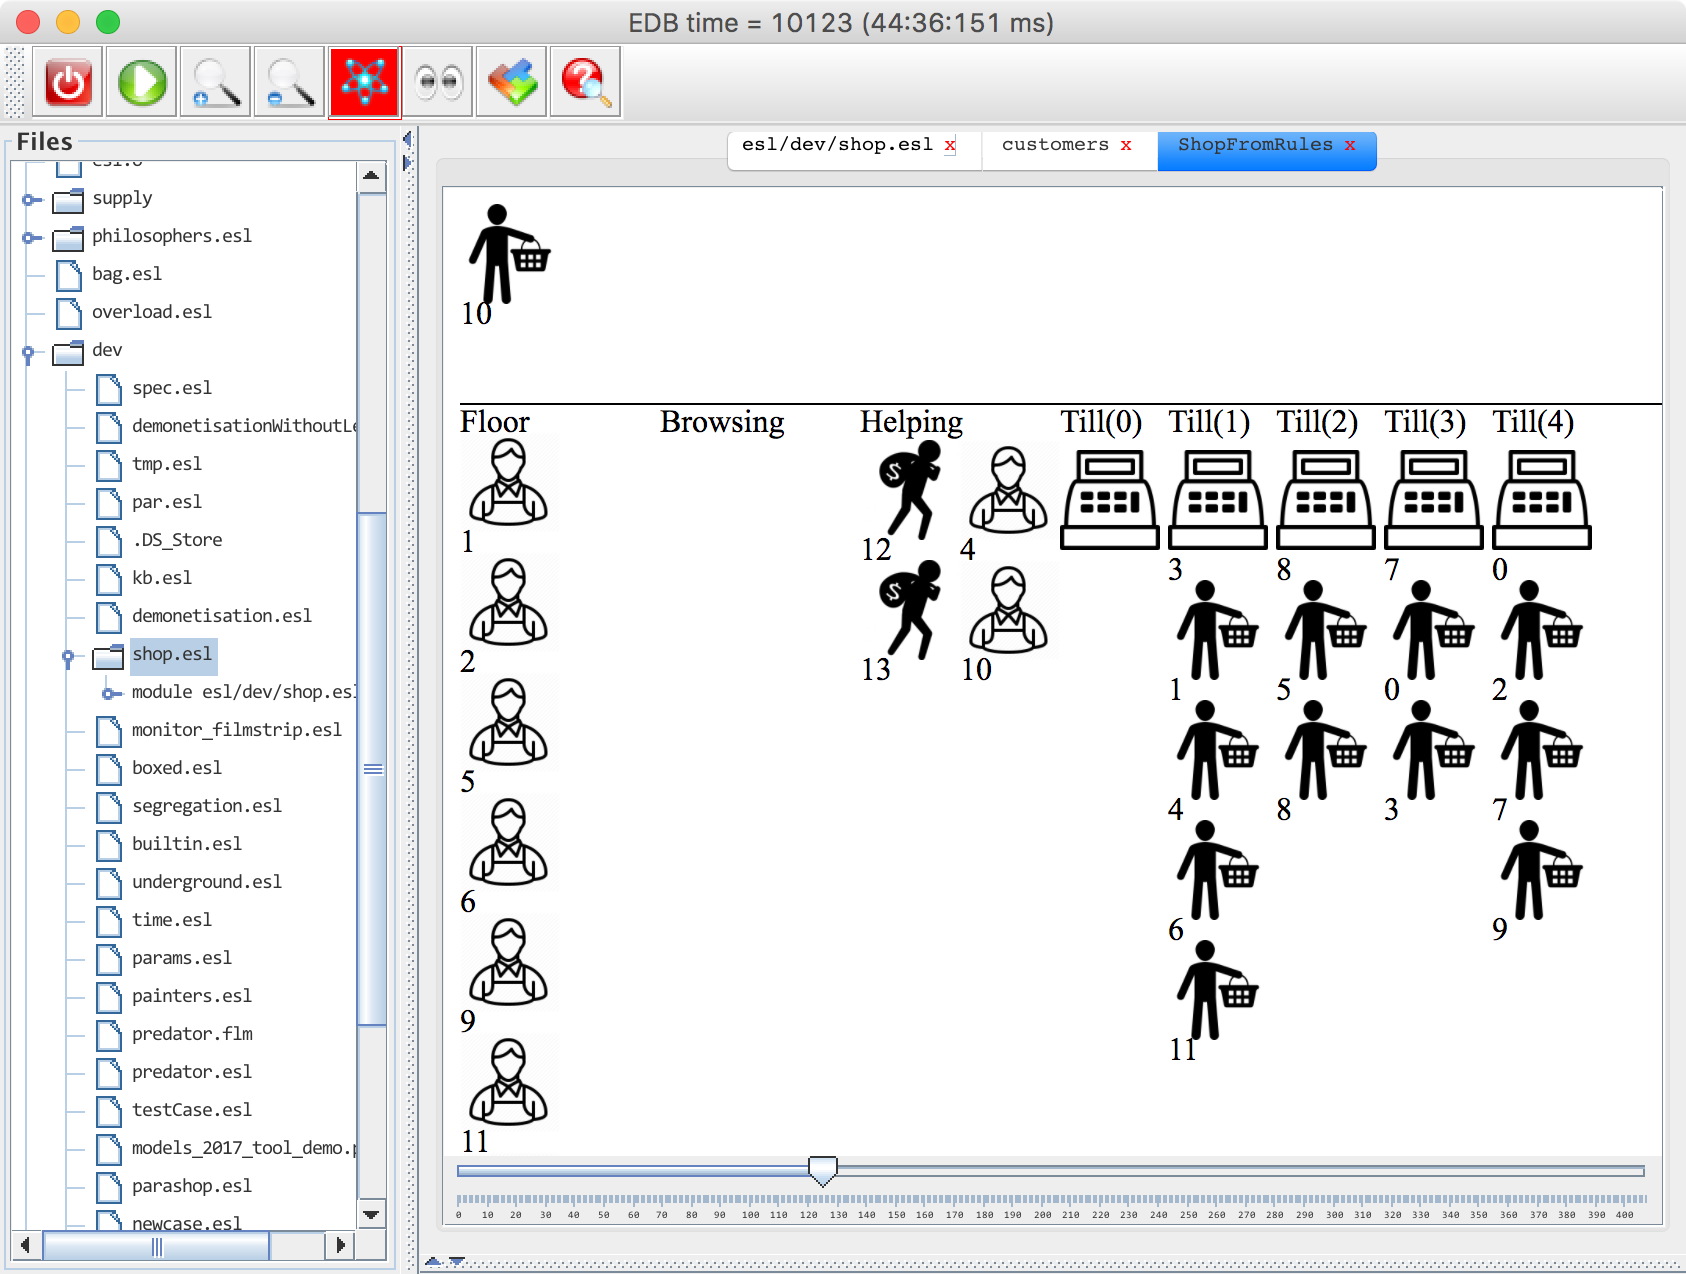 EDB time = 10123 (44:36:151 ms)
Files
esl/dev/shop.esl x
customers x
ShopFromRules x
supply
philosophers.esl
bag.esl
overload.esl
dev
spec.esl
demonetisationWithoutLe
tmp.esl
par.esl
.DS_Store
kb.esl
demonetisation.esl
shop.esl
module esl/dev/shop.esl
monitor_filmstrip.esl
boxed.esl
segregation.esl
builtin.esl
underground.esl
time.esl
params.esl
painters.esl
predator.flm
predator.esl
testCase.esl
models_2017_tool_demo.p
parashop.esl
newcase.esl
10
Floor Browsing Helping Till(0) Till(1) Till(2) Till(3) Till(4)
$
1 12 4 3 8 7 0
$
2 13 10 1 5 0 2
5 4 8 3 7
6 6 9
9 11
11
0 10 20 30 40 50 60 70 80 90 100 110 120 130 140 150 160 170 180 190 200 210 220 230 240 250 260 270 280 290 300 310 320 330 340 350 360 370 380 390 400